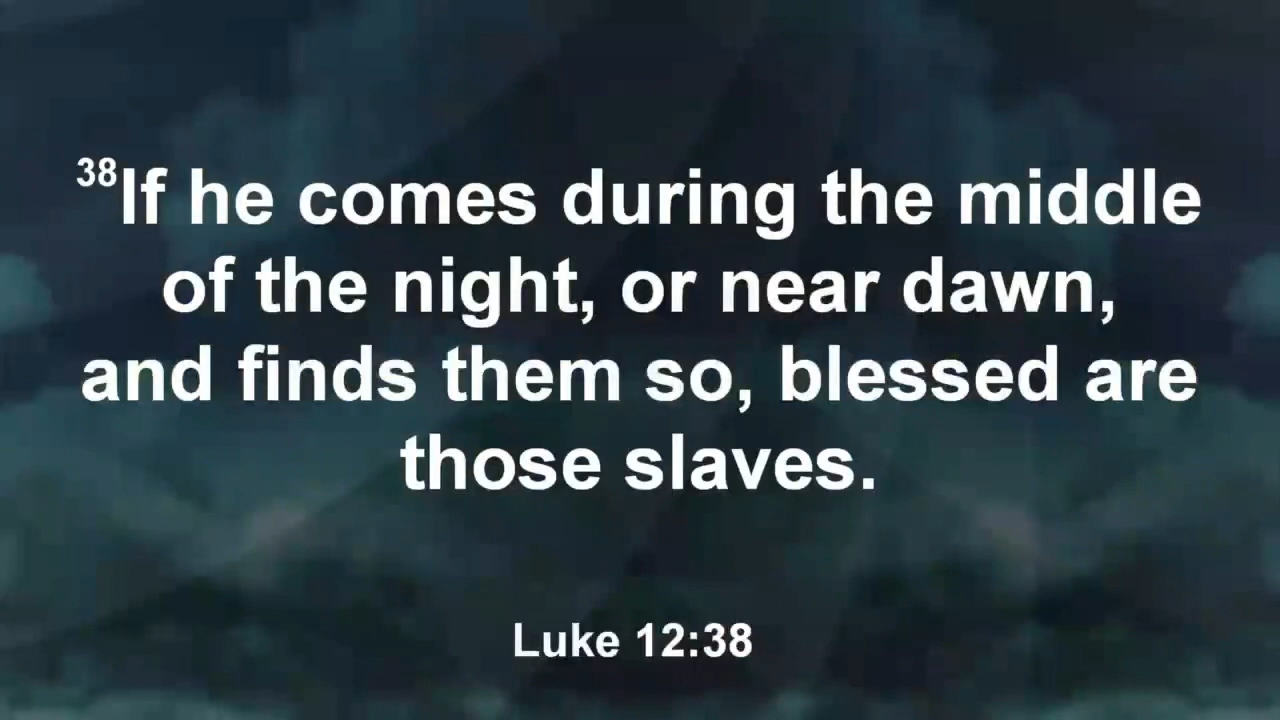 38If he comes during the middle
of the night, or near dawn,
and finds them so, blessed are
those slaves.
Luke 12:38